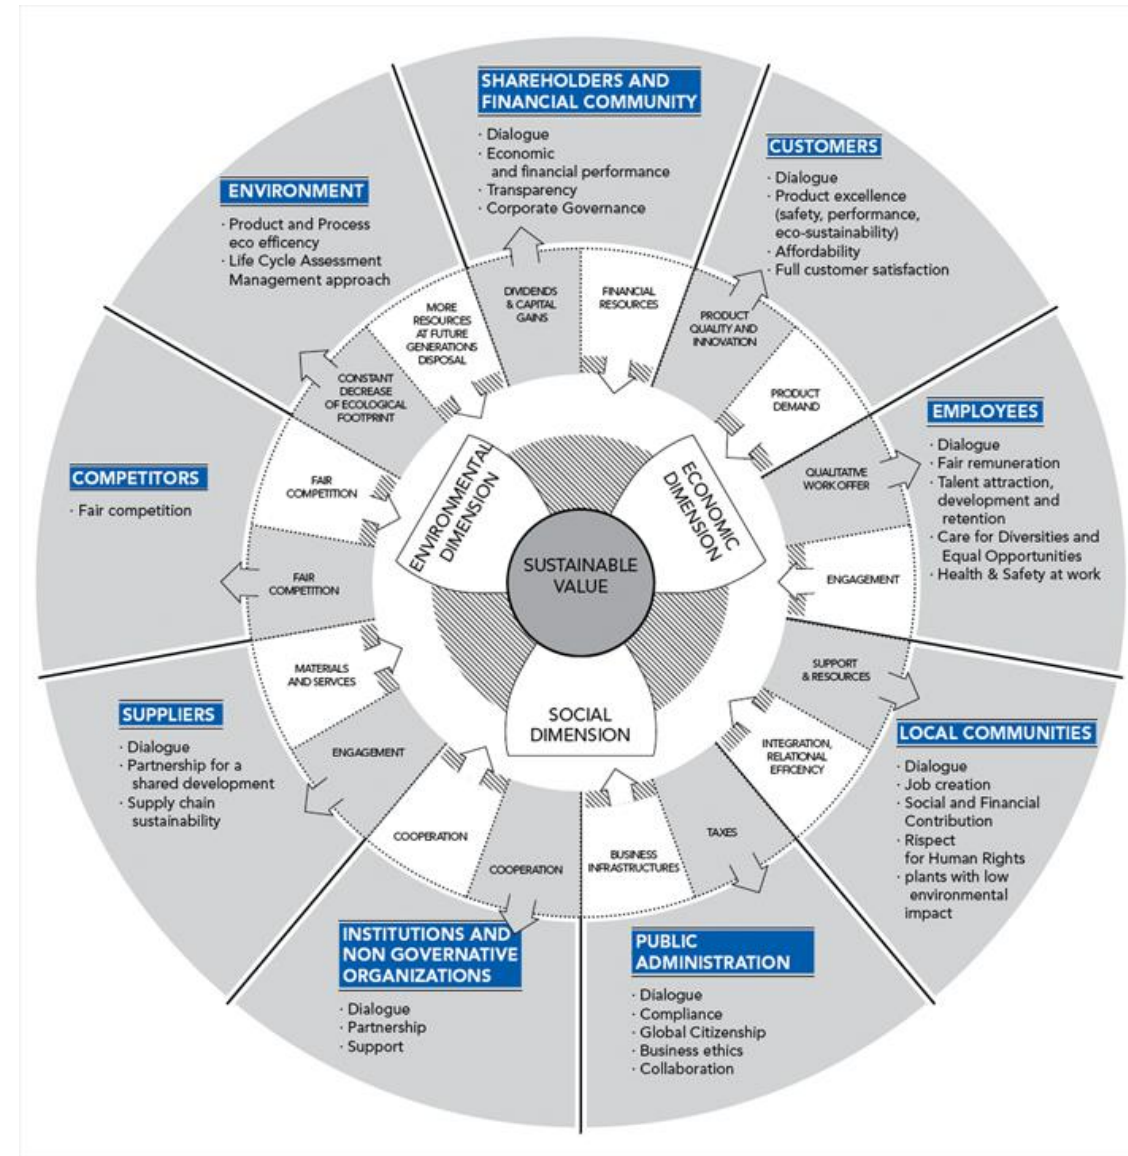 SHAREHOLDERS AND
FINANCIAL COMMUNITY
· Dialogue
· Economic
and financial performance
· Transparency
· Corporate Governance
CUSTOMERS
· Dialogue
· Product excellence
(safety, performance,
eco-sustainability)
· Affordability
· Full customer satisfaction
EMPLOYEES
· Dialogue
· Fair remuneration
· Talent attraction,
development and
retention
· Care for Diversities and
Equal Opportunities
· Health & Safety at work
LOCAL COMMUNITIES
· Dialogue
· Job creation
· Social and Financial
Contribution
· Rispect
for Human Rights
· plants with low
environmental
impact
PUBLIC
ADMINISTRATION
· Dialogue
· Compliance
· Global Citizenship
· Business ethics
· Collaboration
INSTITUTIONS AND
NON GOVERNATIVE
ORGANIZATIONS
· Dialogue
· Partnership
· Support
SUPPLIERS
· Dialogue
· Partnership for a
shared development
· Supply chain
sustainability
COMPETITORS
· Fair competition
ENVIRONMENT
· Product and Process
eco efficency
· Life Cycle Assessment
Management approach
DIVIDENDS
& CAPITAL
GAINS
FINANCIAL
RESOURCES
PRODUCT
QUALITY AND
INNOVATION
PRODUCT
DEMAND
QUALITATIVE
WORK OFFER
ENGAGEMENT
SUPPORT
& RESOURCES
INTEGRATION,
RELATIONAL
EFFICENCY
TAXES
BUSINESS
INFRASTRUCTURES
COOPERATION
COOPERATION
ENGAGEMENT
MATERIALS
AND SERVCES
FAIR
COMPETITION
FAIR
COMPETITION
CONSTANT
DECREASE
OF ECOLOGICAL
FOOTPRINT
MORE
RESOURCES
AT FUTURE
GENERATIONS
DISPOSAL
ENVIRONMENTAL
DIMENSION
ECONOMIC
DIMENSION
SUSTAINABLE
VALUE
SOCIAL
DIMENSION